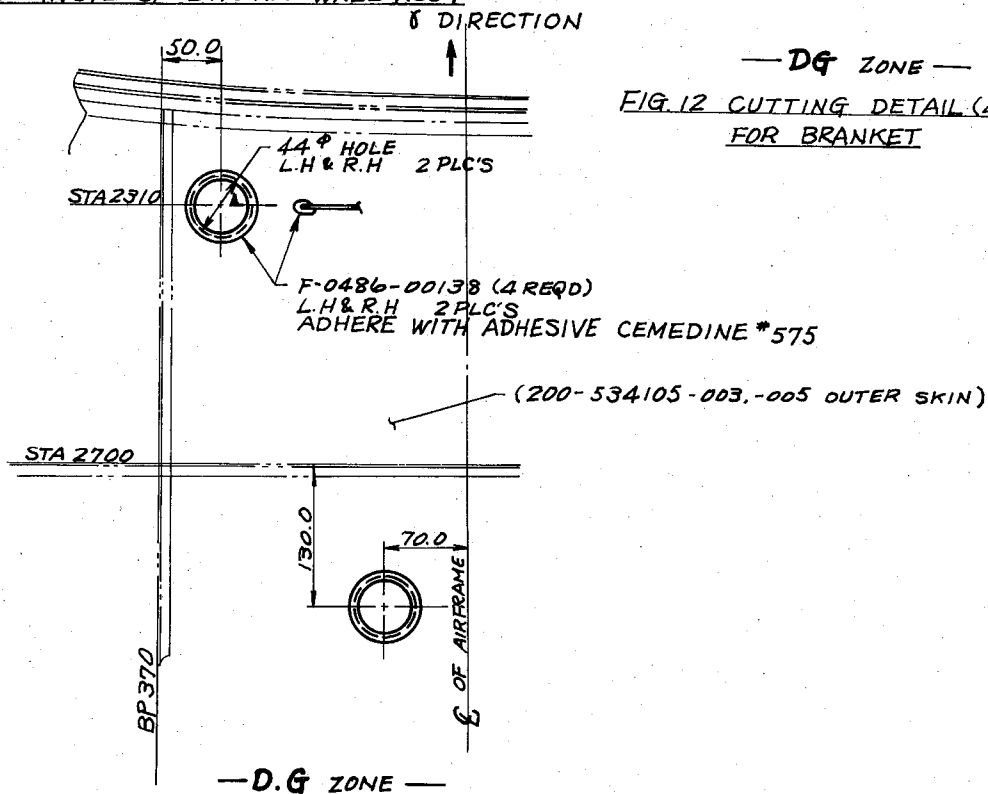 DIRECTION
50.0
— DG ZONE —
FIG. 12 CUTTING DETAIL
FOR BRANKET
44φ HOLE
L.H & R.H 2 PLC'S
STA 2310
F-0486-00138 (4 REQD)
L.H & R.H 2 PLC'S
ADHERE WITH ADHESIVE CEMEDINE #575
(200-534105-003,-005 OUTER SKIN)
STA 2700
130.0
70.0
BP 370
℄ OF AIRFRAME
— D.G ZONE —